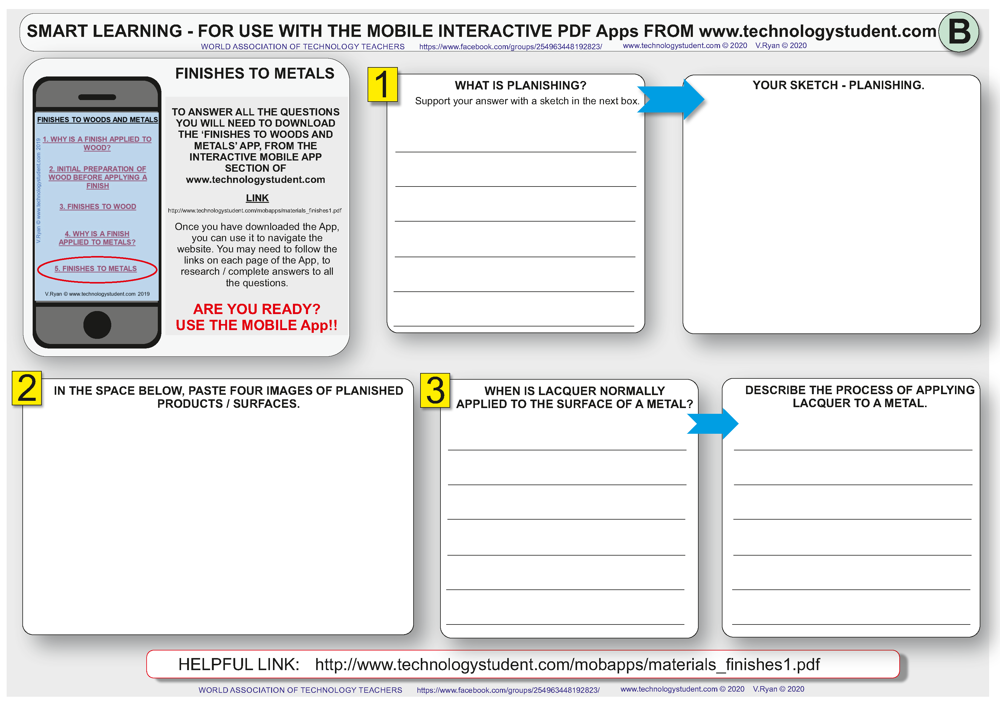 SMART LEARNING - FOR USE WITH THE MOBILE INTERACTIVE PDF Apps FROM www.technologystudent.com
B
WORLD ASSOCIATION OF TECHNOLOGY TEACHERS https://www.facebook.com/groups/254963448192823/ www.technologystudent.com © 2020 V.Ryan © 2020
FINISHES TO METALS
FINISHES TO WOODS AND METALS
1. WHY IS A FINISH APPLIED TO
WOOD?
2. INITIAL PREPARATION OF
WOOD BEFORE APPLYING A
FINISH
3. FINISHES TO WOOD
4. WHY IS A FINISH
APPLIED TO METALS?
5. FINISHES TO METALS
V.Ryan © www.technologystudent.com 2019
V.Ryan © www.technologystudent.com 2019
TO ANSWER ALL THE QUESTIONS
YOU WILL NEED TO DOWNLOAD
THE ‘FINISHES TO WOODS AND
METALS’ APP, FROM THE
INTERACTIVE MOBILE APP
SECTION OF
www.technologystudent.com
LINK
http://www.technologystudent.com/mobapps/materials_finishes1.pdf
Once you have downloaded the App,
you can use it to navigate the
website. You may need to follow the
links on each page of the App, to
research / complete answers to all
the questions.
ARE YOU READY?
USE THE MOBILE App!!
1
WHAT IS PLANISHING?
Support your answer with a sketch in the next box.
YOUR SKETCH - PLANISHING.
2
IN THE SPACE BELOW, PASTE FOUR IMAGES OF PLANISHED
PRODUCTS / SURFACES.
3
WHEN IS LACQUER NORMALLY
APPLIED TO THE SURFACE OF A METAL?
DESCRIBE THE PROCESS OF APPLYING
LACQUER TO A METAL.
HELPFUL LINK: http://www.technologystudent.com/mobapps/materials_finishes1.pdf
WORLD ASSOCIATION OF TECHNOLOGY TEACHERS https://www.facebook.com/groups/254963448192823/ www.technologystudent.com © 2020 V.Ryan © 2020